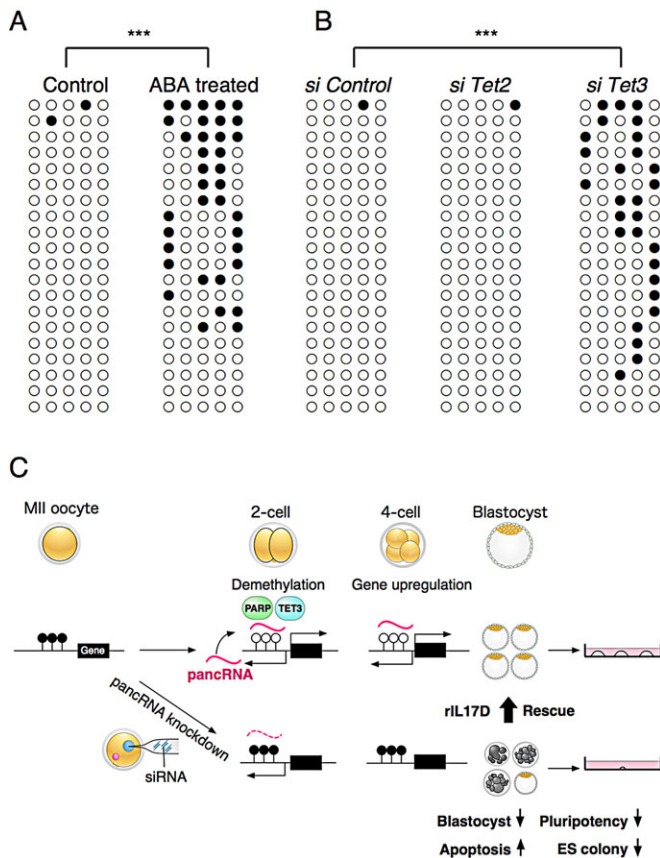 A
B
***
***
Control
ABA treated
si Control
si Tet2
si Tet3
C
MII oocyte
2-cell
4-cell
Blastocyst
Demethylation
Gene upregulation
PARP
TET3
Gene
pancRNA
pancRNA knockdown
rIL17D
Rescue
siRNA
Blastocyst
Pluripotency
Apoptosis
ES colony